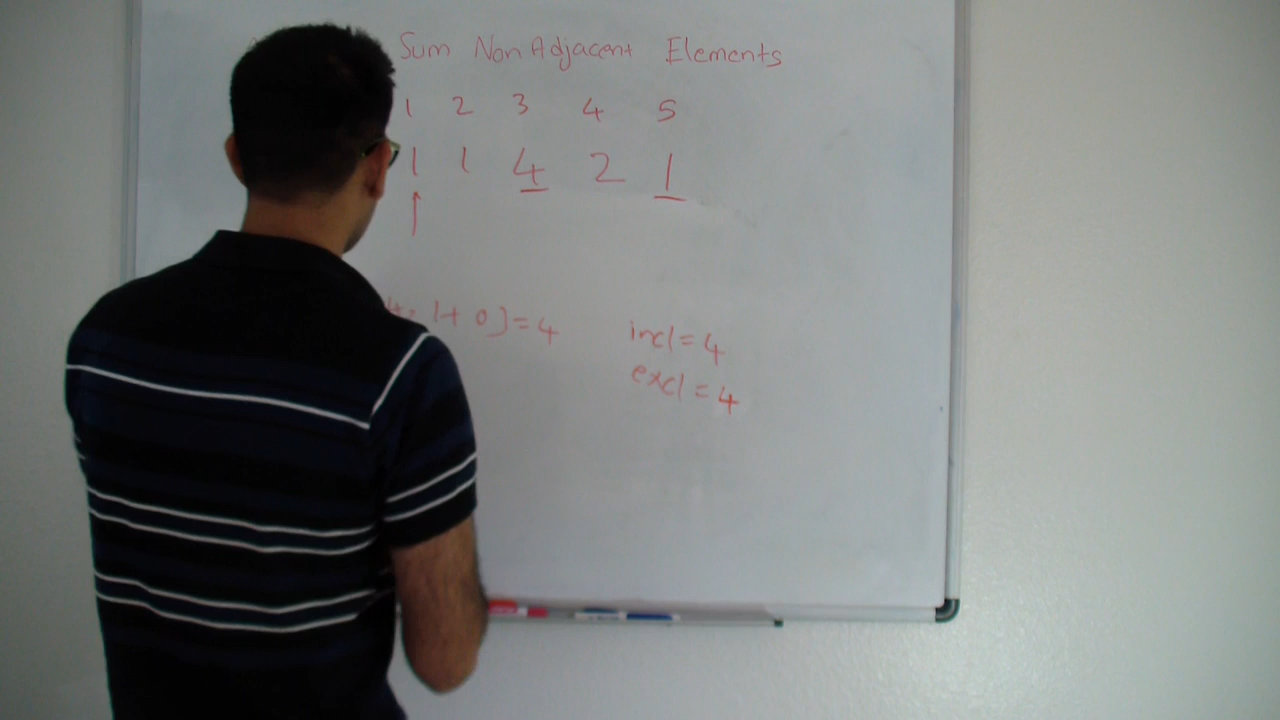 Sum Non Adjacent Elements
1 2 3 4 5
1 1 4 2 1
1+ 0] = 4
incl = 4
excl = 4